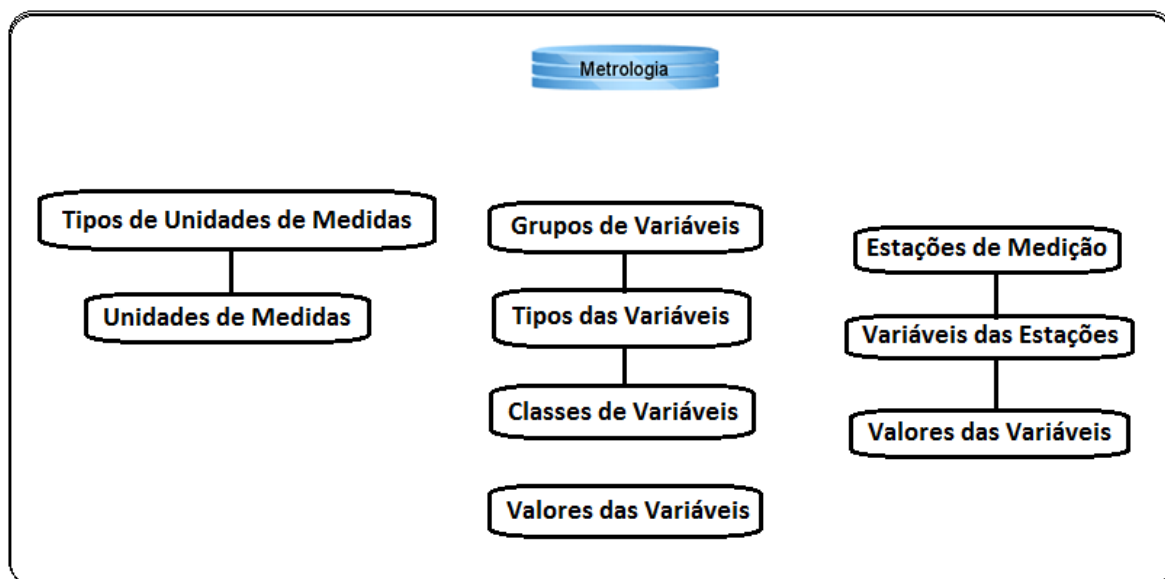 Metrologia
Tipos de Unidades de Medidas
Unidades de Medidas
Grupos de Variáveis
Tipos das Variáveis
Classes de Variáveis
Valores das Variáveis
Estações de Medição
Variáveis das Estações
Valores das Variáveis